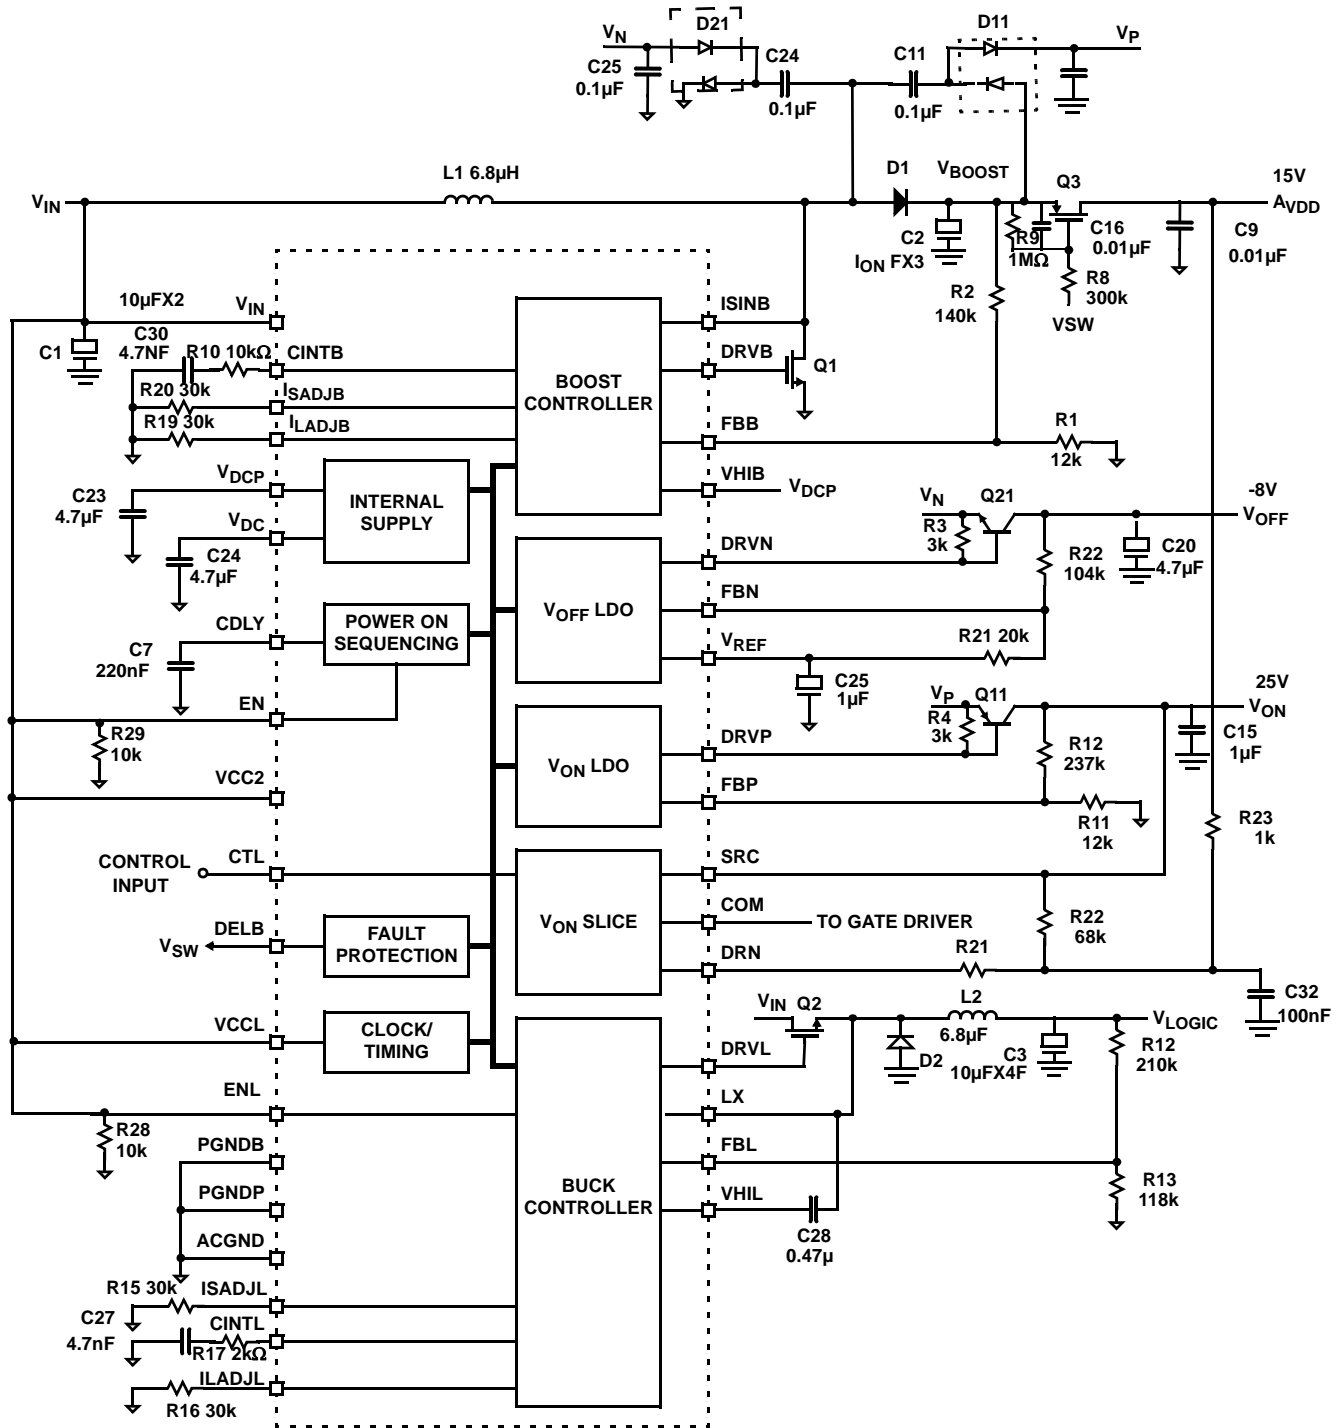 D21
D11
VN
VP
C24
C11
C25
0.1µF
0.1µF
0.1µF
L1 6.8µH
D1
VBOOST
Q3
15V
VIN
AVDD
C2
ION FX3
R9
1MΩ
C16
0.01µF
C9
0.01µF
R8
300k
VSW
R2
140k
10µFX2
VIN
ISINB
C1
C30
4.7NF
R10 10kΩ
CINTB
BOOST
CONTROLLER
DRVB
Q1
R20 30k
ISADJB
R19 30k
ILADJB
FBB
R1
12k
VDCP
C23
4.7µF
INTERNAL
SUPPLY
VHIB
VDCP
VDC
C24
4.7µF
VN
Q21
-8V
VOFF
R3
3k
DRVN
R22
104k
C20
4.7µF
VOFF LDO
FBN
CDLY
POWER ON
SEQUENCING
C7
220nF
VREF
R21 20k
C25
1µF
EN
R29
10k
VP
Q11
25V
VON
R4
3k
C15
1µF
VON LDO
DRVP
R12
237k
VCC2
FBP
R11
12k
R23
1k
CONTROL
INPUT
CTL
SRC
VON SLICE
COM
TO GATE DRIVER
R22
68k
VSW
DELB
FAULT
PROTECTION
DRN
R21
C32
100nF
VIN
Q2
L2
6.8µF
VLOGIC
VCCL
CLOCK/
TIMING
DRVL
D2
C3
10µFX4F
R12
210k
ENL
LX
R28
10k
PGNDB
FBL
BUCK
CONTROLLER
R13
118k
PGNDP
VHIL
C28
0.47µ
ACGND
R15 30k
ISADJL
C27
4.7nF
CINTL
R17 2kΩ
ILADJL
R16 30k